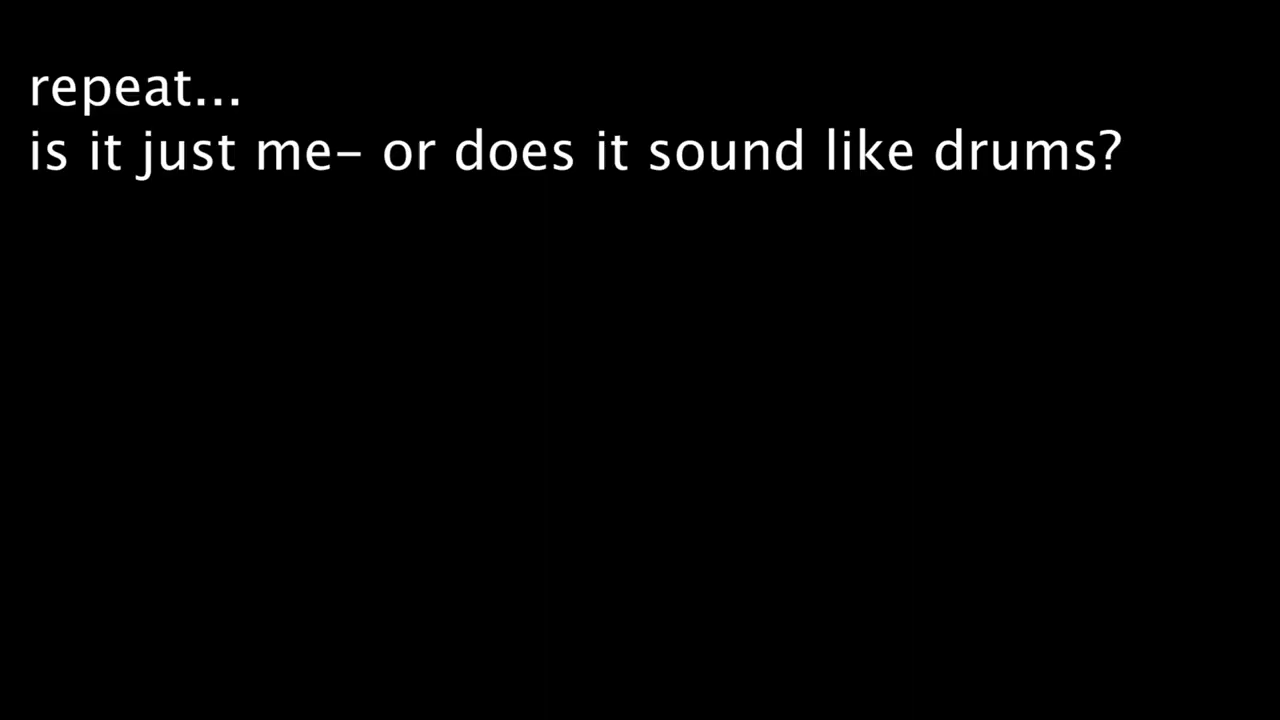 repeat...
is it just me- or does it sound like drums?